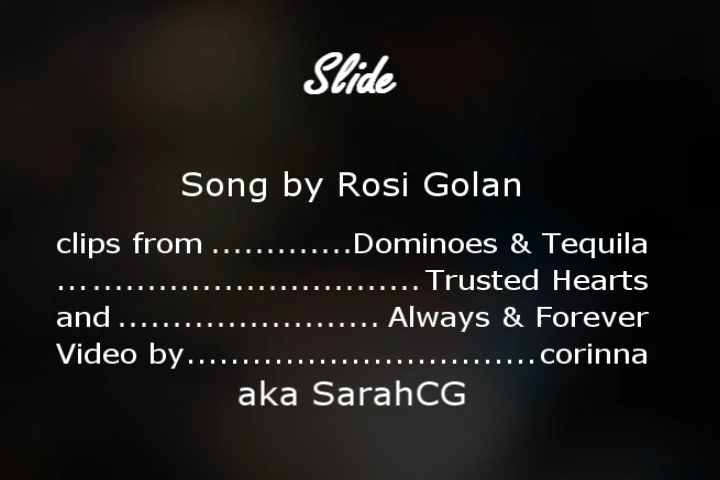 Slide
Song by Rosi Golan
clips from .............Dominoes & Tequila
.................................Trusted Hearts
and ........................ Always & Forever
Video by.................................corinna
aka SarahCG